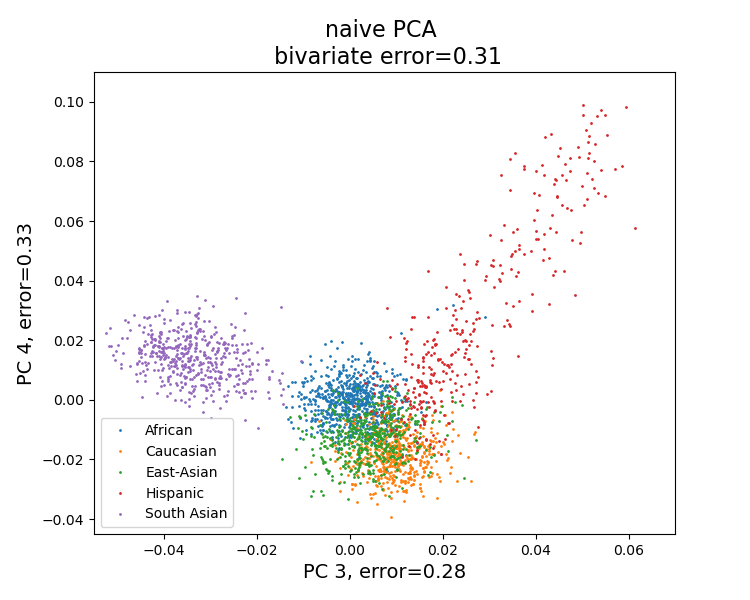 naive PCA
bivariate error=0.31
0.10
0.08
0.06
0.04
0.02
0.00
−0.02
−0.04
PC 4, error=0.33
African
Caucasian
East-Asian
Hispanic
South Asian
−0.04 −0.02 0.00 0.02 0.04 0.06
PC 3, error=0.28